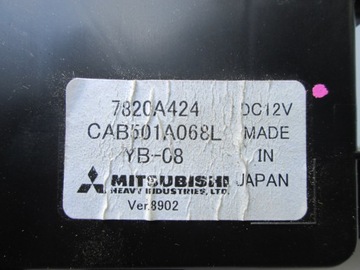 7820A424 DC12V
CAB501A068L MADE
YB-08 IN
MITSUBISHI JAPAN
HEAVY INDUSTRIES, LTD.
Ver.8902